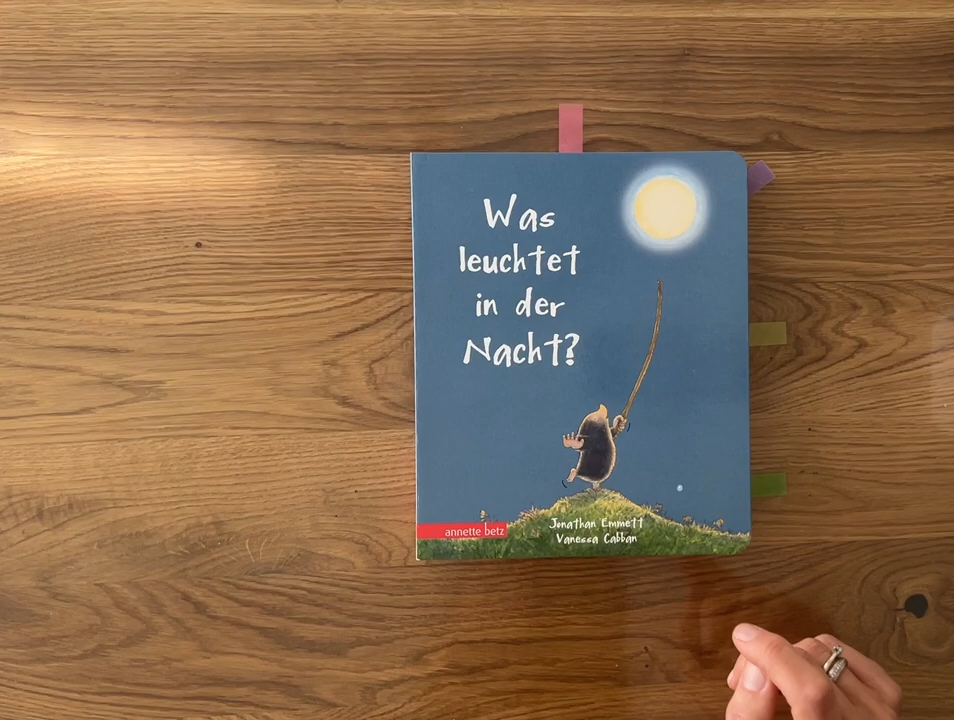 Was
leuchtet
in der
Nacht?
annette betz
Jonathan Emmett
Vanessa Cabban